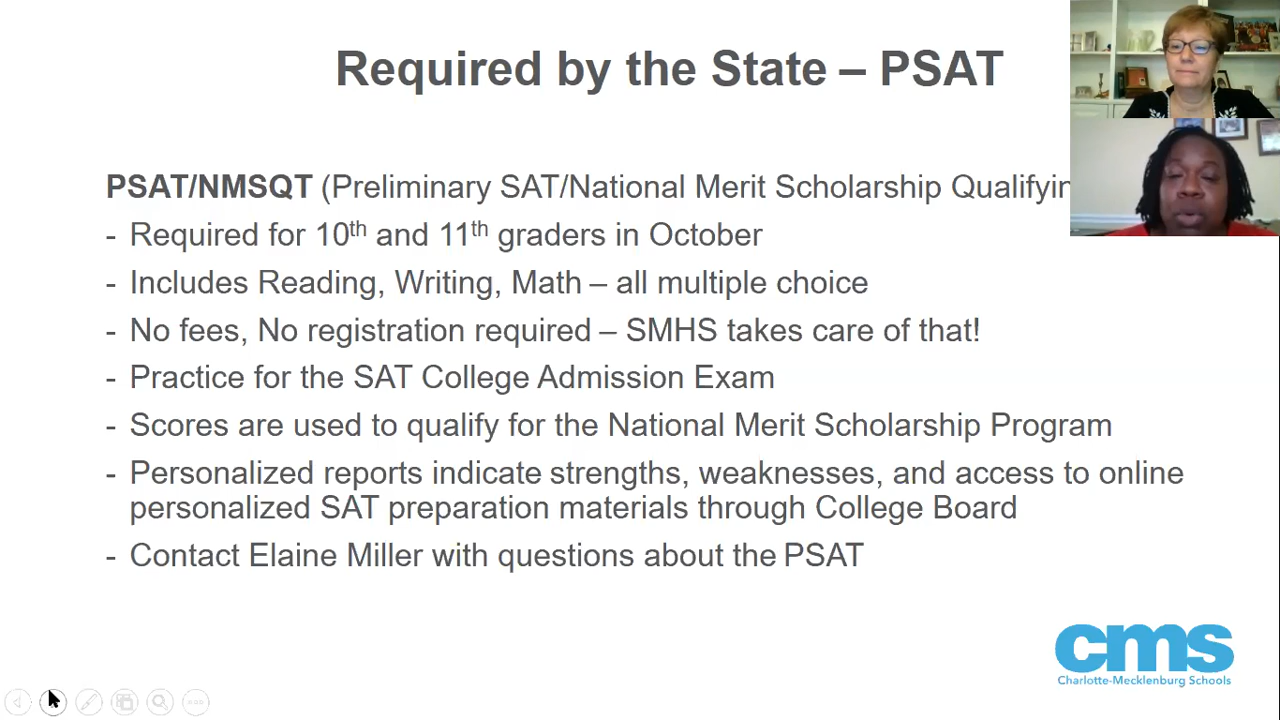 Required by the State – PSAT
PSAT/NMSQT (Preliminary SAT/National Merit Scholarship
- Required for 10th and 11th graders in October
- Includes Reading, Writing, Math – all multiple choice
- No fees, No registration required – SMHS takes care of that!
- Practice for the SAT College Admission Exam
- Scores are used to qualify for the National Merit Scholarship Program
- Personalized reports indicate strengths, weaknesses, and access to online
personalized SAT preparation materials through College Board
- Contact Elaine Miller with questions about the PSAT
cms
Charlotte-Mecklenburg Schools